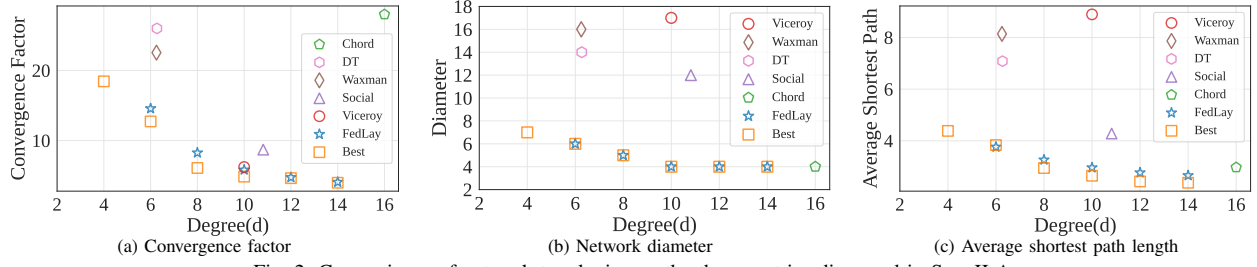 Convergence Factor
20
10
2 4 6 8 10 12 14 16
Degree(d)
Chord
DT
Waxman
Social
Viceroy
FedLay
Best
(a) Convergence factor
Diameter
18
16
14
12
10
8
6
4
2
2 4 6 8 10 12 14 16
Degree(d)
Viceroy
Waxman
DT
Social
Chord
FedLay
Best
(b) Network diameter
Average Shortest Path
8
6
4
2 4 6 8 10 12 14 16
Degree(d)
Viceroy
Waxman
DT
Social
Chord
FedLay
Best
(c) Average shortest path length